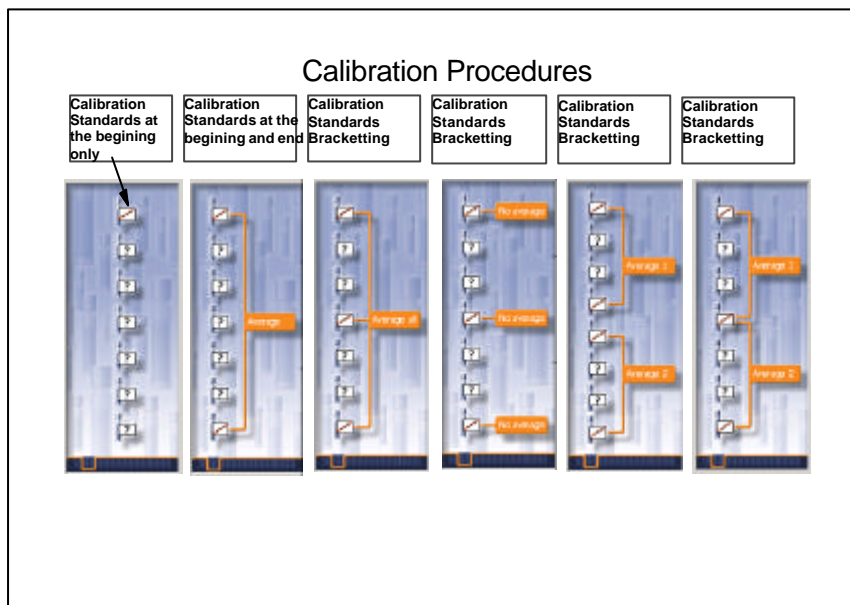 Calibration Procedures
Calibration
Standards at
the begining
only
Calibration
Standards at the
begining and end
Calibration
Standards
Bracketting
Calibration
Standards
Bracketting
Calibration
Standards
Bracketting
Calibration
Standards
Bracketting
?
?
?
?
?
?
?
?
?
?
?
Average
?
?
?
?
Average all
No average
?
?
No average
?
?
No average
?
?
Average 1
?
?
Average 2
?
?
Average 1
?
?
Average 2